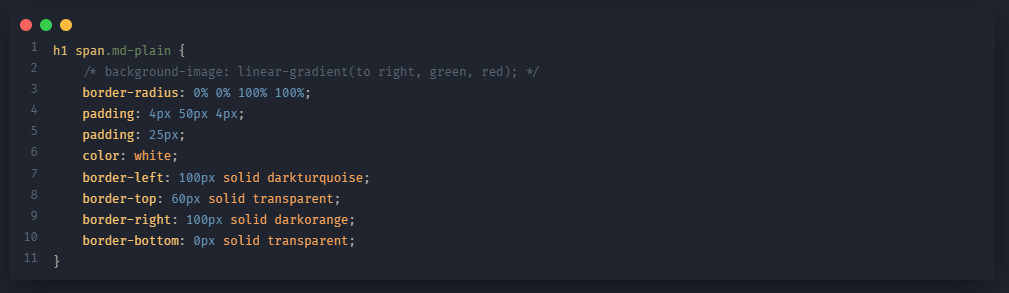 1 h1 span.md-plain {
2 /* background-image: linear-gradient(to right, green, red); */
3 border-radius: 0% 0% 100% 100%;
4 padding: 4px 50px 4px;
5 padding: 25px;
6 color: white;
7 border-left: 100px solid darkturquoise;
8 border-top: 60px solid transparent;
9 border-right: 100px solid darkorange;
10 border-bottom: 0px solid transparent;
11 }